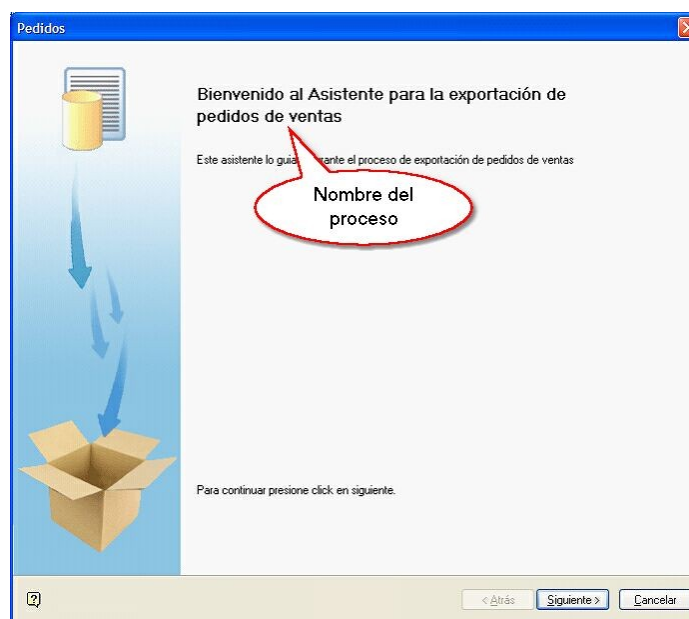 Pedidos
Bienvenido al Asistente para la exportación de
pedidos de ventas
Este asistente lo guia el proceso de exportación de pedidos de ventas
Nombre del
proceso
Para continuar presione click en siguiente.
< Atrás Siguiente > Cancelar